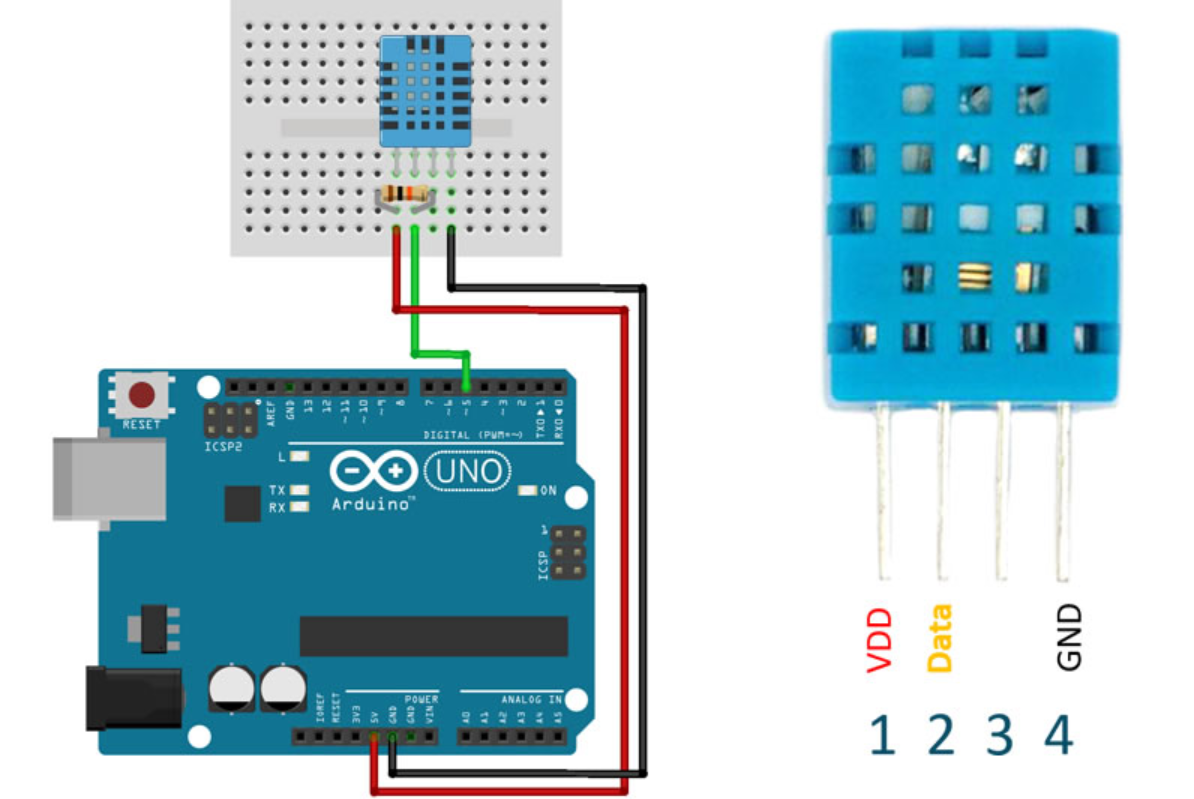 RESET
ICSP2
AREF
GND
13
12
~11
~10
~9
8
7
~6
~5
4
~3
2
TX0▶1
RX0◀0
DIGITAL (PWM=~)
L
TX
RX
UNO
Arduino™
ON
1
ICSP
IOREF
RESET
3V3
5V
GND
GND
VIN
POWER
ANALOG IN
A0
A1
A2
A3
A4
A5
VDD
Data
GND
1 2 3 4